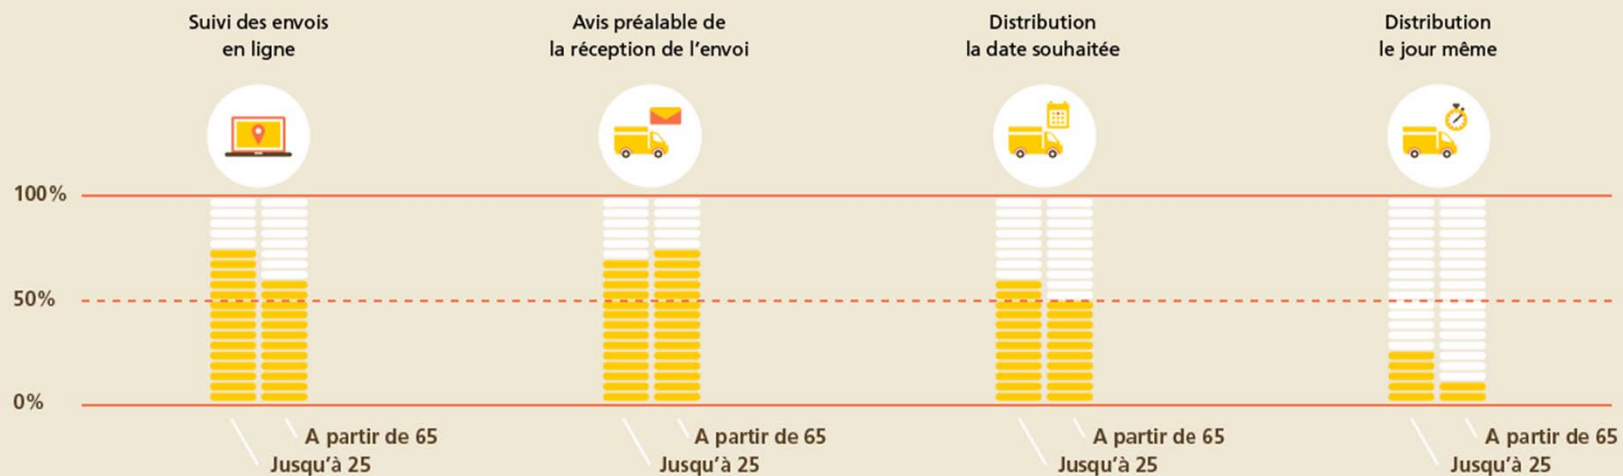 Suivi des envois
en ligne
Avis préalable de
la réception de l'envoi
Distribution
la date souhaitée
Distribution
le jour même
100%
50%
0%
A partir de 65
Jusqu'à 25
A partir de 65
Jusqu'à 25
A partir de 65
Jusqu'à 25
A partir de 65
Jusqu'à 25